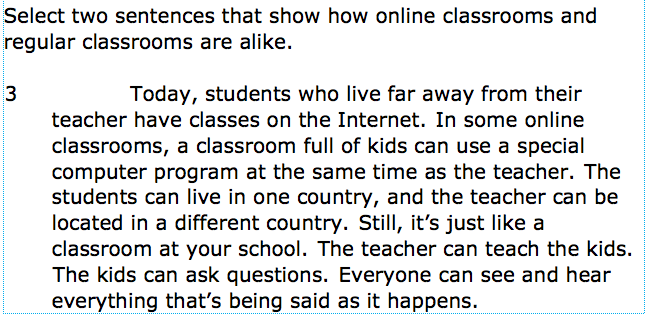 Select two sentences that show how online classrooms and
regular classrooms are alike.
3 Today, students who live far away from their
teacher have classes on the Internet. In some online
classrooms, a classroom full of kids can use a special
computer program at the same time as the teacher. The
students can live in one country, and the teacher can be
located in a different country. Still, it’s just like a
classroom at your school. The teacher can teach the kids.
The kids can ask questions. Everyone can see and hear
everything that’s being said as it happens.